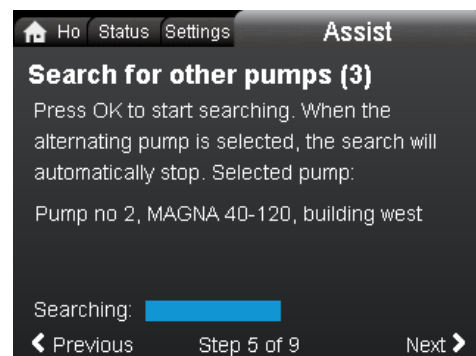 Ho Status Settings Assist
Search for other pumps (3)
Press OK to start searching. When the
alternating pump is selected, the search will
automatically stop. Selected pump:
Pump no 2, MAGNA 40-120, building west
Searching:
Previous Step 5 of 9 Next